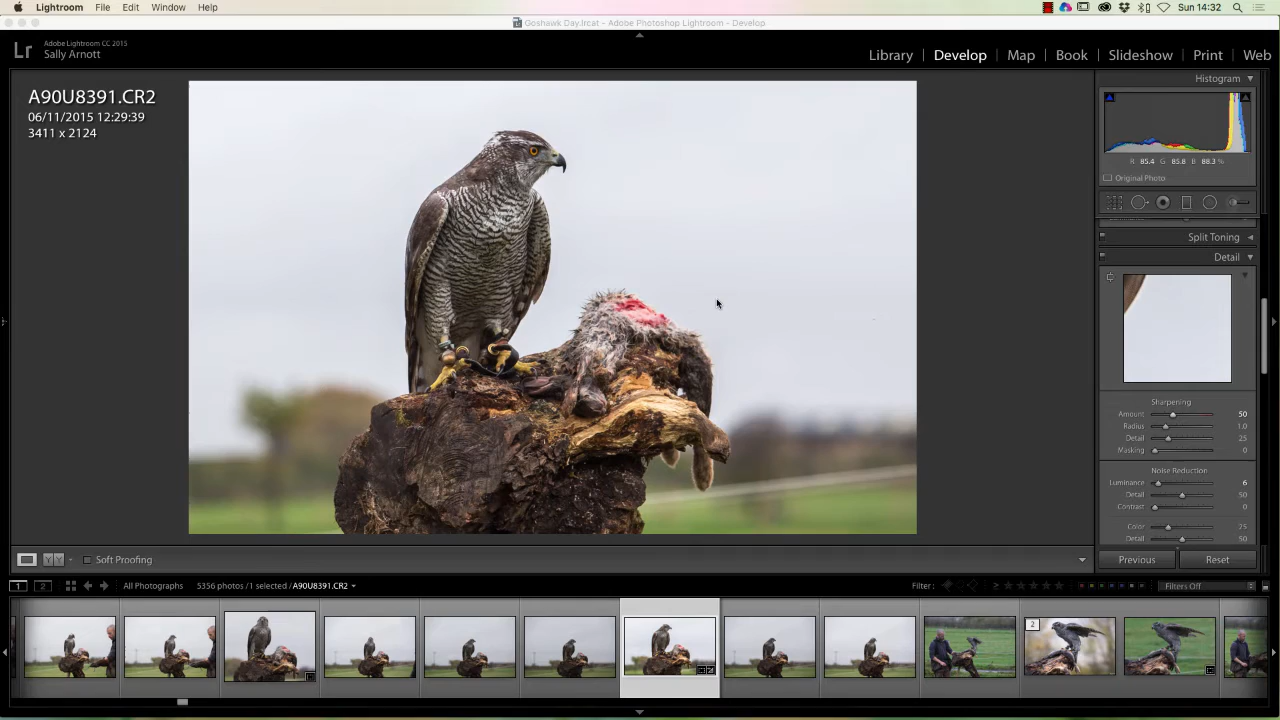 Lightroom File Edit Window Help
Sun 14:32
Goshawk Day.lrcat - Adobe Photoshop Lightroom - Develop
Lr
Adobe Lightroom CC 2015
Sally Arnott
Library | Develop | Map | Book | Slideshow | Print | Web
A90U8391.CR2
06/11/2015 12:29:39
3411 x 2124
Histogram
R 85.4 G 85.8 B 88.3 %
Original Photo
Split Toning
Detail
Sharpening
Amount 50
Radius 1.0
Detail 25
Masking 0
Noise Reduction
Luminance 6
Detail 50
Contrast 0
Color 25
Detail 50
Previous Reset
YY Soft Proofing
1 2 All Photographs 5356 photos / 1 selected / A90U8391.CR2
Filter :
Filters Off
2